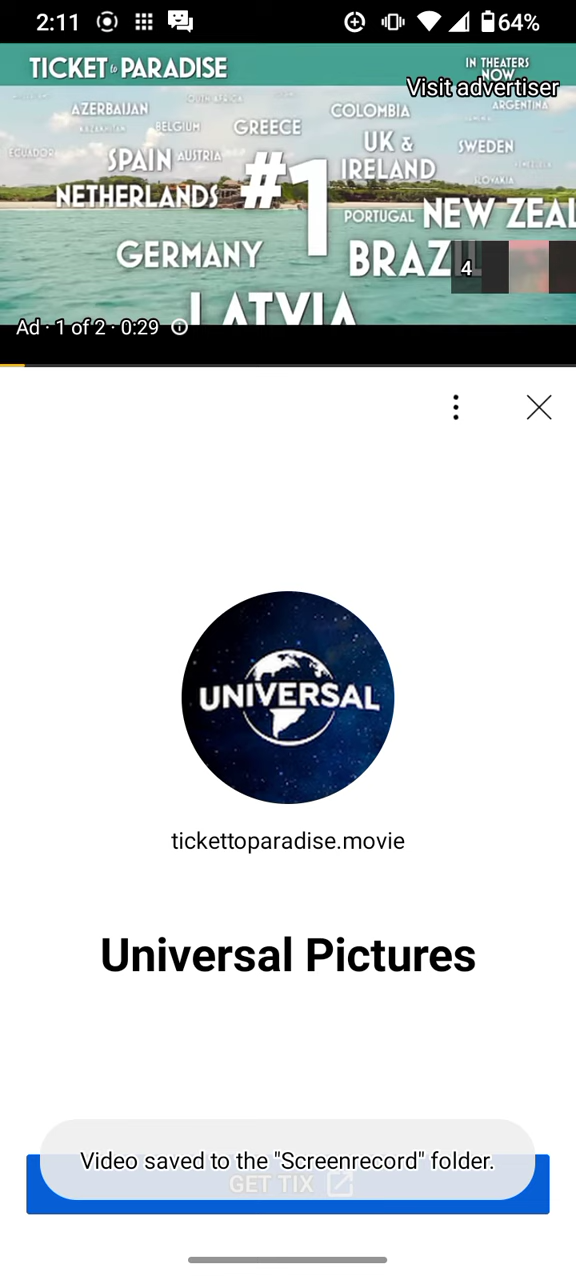 2:11
64%
TICKET to PARADISE
IN THEATERS
NOW
Visit advertiser
SOUTH AFRICA
AZERBAIJAN
COLOMBIA
ARGENTINA
KAZAKHSTAN
BELGIUM
GREECE
UK &
IRELAND
SWEDEN
ECUADOR
SPAIN
AUSTRIA
#1
SLOVAKIA
NETHERLANDS
PORTUGAL
NEW ZEAL
GERMANY
BRAZ
4
LATVIA
Ad · 1 of 2 · 0:29
UNIVERSAL
tickettoparadise.movie
Universal Pictures
Video saved to the "Screenrecord" folder.
GET TIX